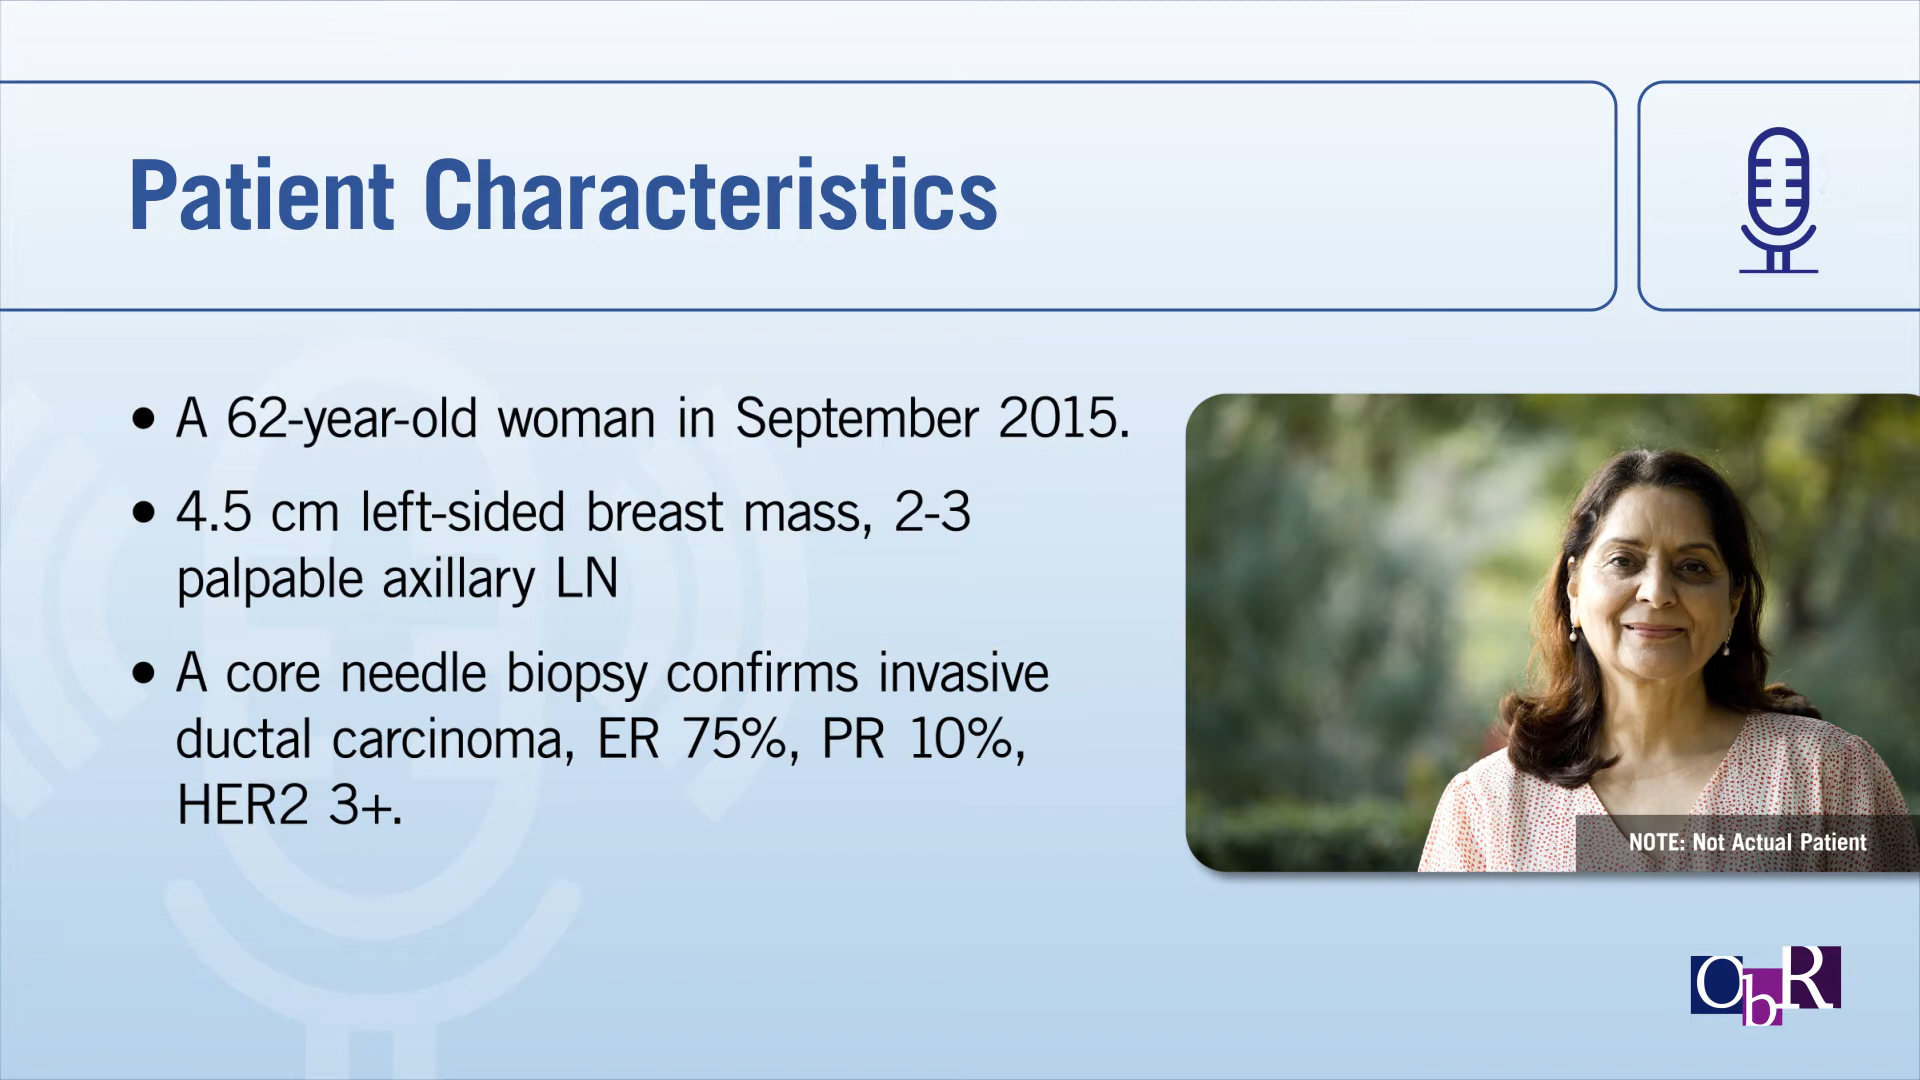 Patient Characteristics
• A 62-year-old woman in September 2015.
• 4.5 cm left-sided breast mass, 2-3
palpable axillary LN
• A core needle biopsy confirms invasive
ductal carcinoma, ER 75%, PR 10%,
HER2 3+.
NOTE: Not Actual Patient
ObR